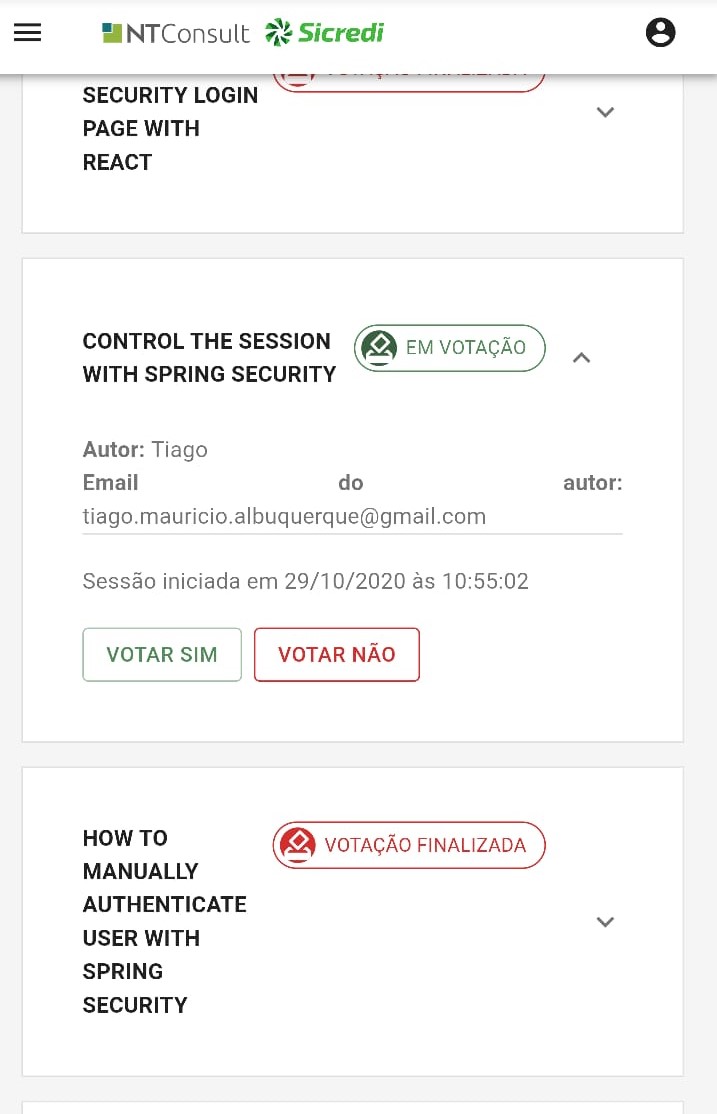 NTConsult Sicredi
VOTAÇÃO FINALIZADA
SECURITY LOGIN
PAGE WITH
REACT
CONTROL THE SESSION
WITH SPRING SECURITY
EM VOTAÇÃO
Autor: Tiago
Email do autor:
tiago.mauricio.albuquerque@gmail.com
Sessão iniciada em 29/10/2020 às 10:55:02
VOTAR SIM VOTAR NÃO
HOW TO
MANUALLY
AUTHENTICATE
USER WITH
SPRING
SECURITY
VOTAÇÃO FINALIZADA